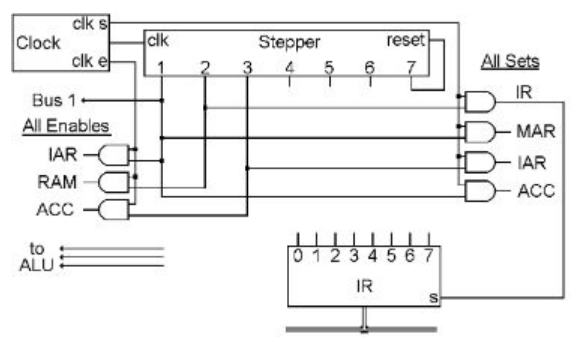 clk s
Clock
clk e
clk Stepper reset
1 2 3 4 5 6 7
All Sets
IR
MAR
IAR
ACC
Bus 1
All Enables
IAR
RAM
ACC
to
ALU
0 1 2 3 4 5 6 7
IR
s